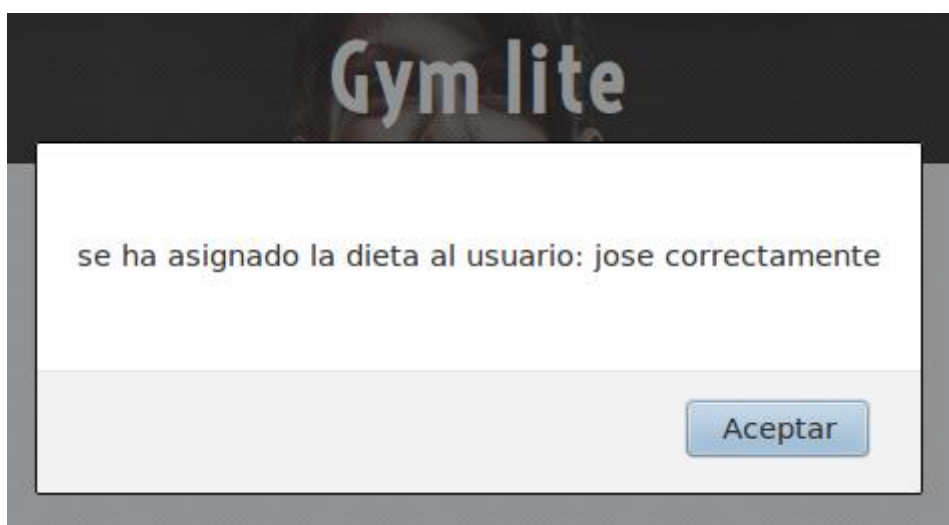 Gym lite
se ha asignado la dieta al usuario: jose correctamente
Aceptar